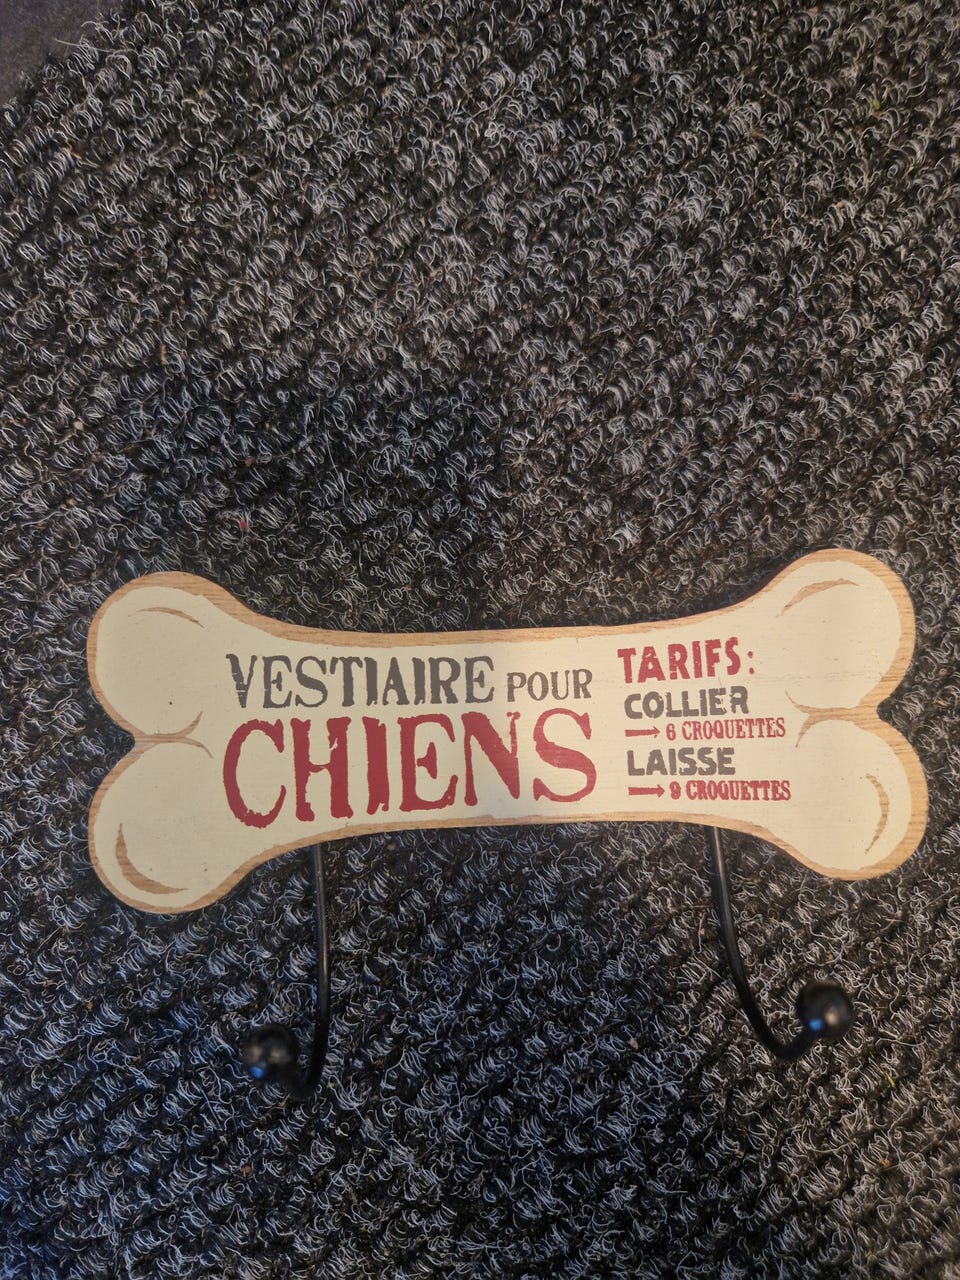 VESTIAIRE POUR
CHIENS
TARIFS:
COLLIER
→ 6 CROQUETTES
LAISSE
→ 9 CROQUETTES